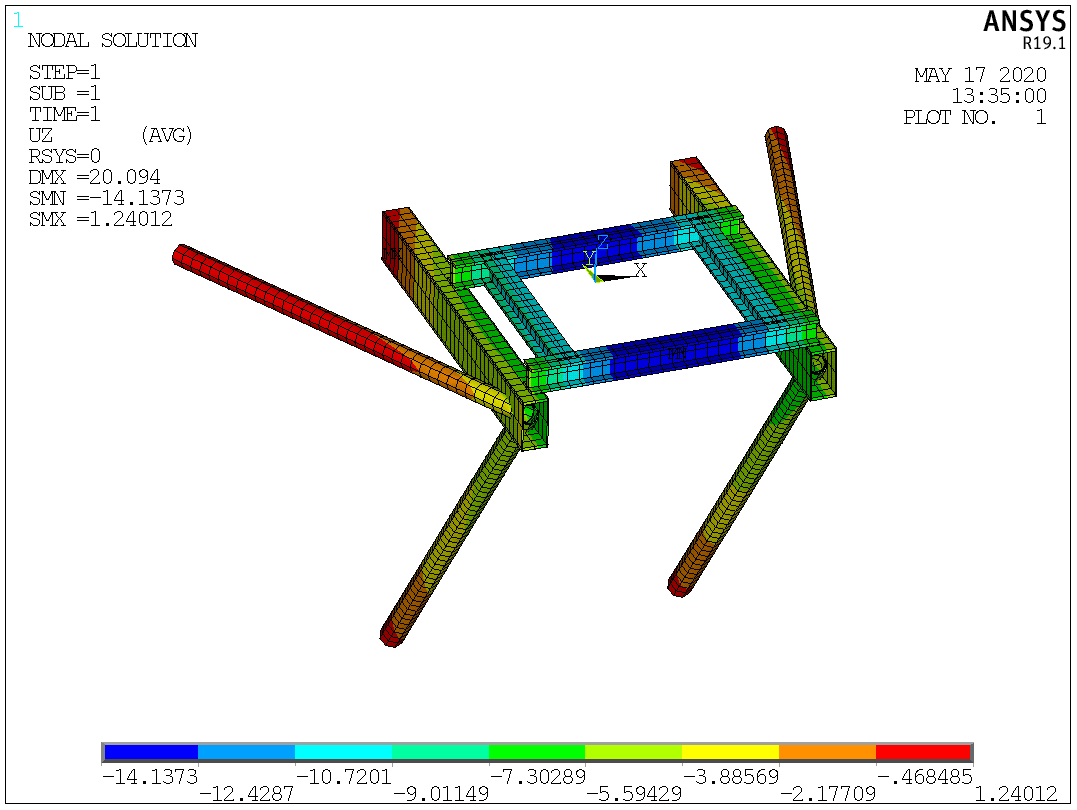 1
NODAL SOLUTION
STEP=1
SUB =1
TIME=1
UZ (AVG)
RSYS=0
DMX =20.094
SMN =-14.1373
SMX =1.24012
ANSYS
R19.1
MAY 17 2020
13:35:00
PLOT NO. 1
Z
Y
X
-14.1373 -10.7201 -7.30289 -3.88569 -.468485
-12.4287 -9.01149 -5.59429 -2.17709 1.24012